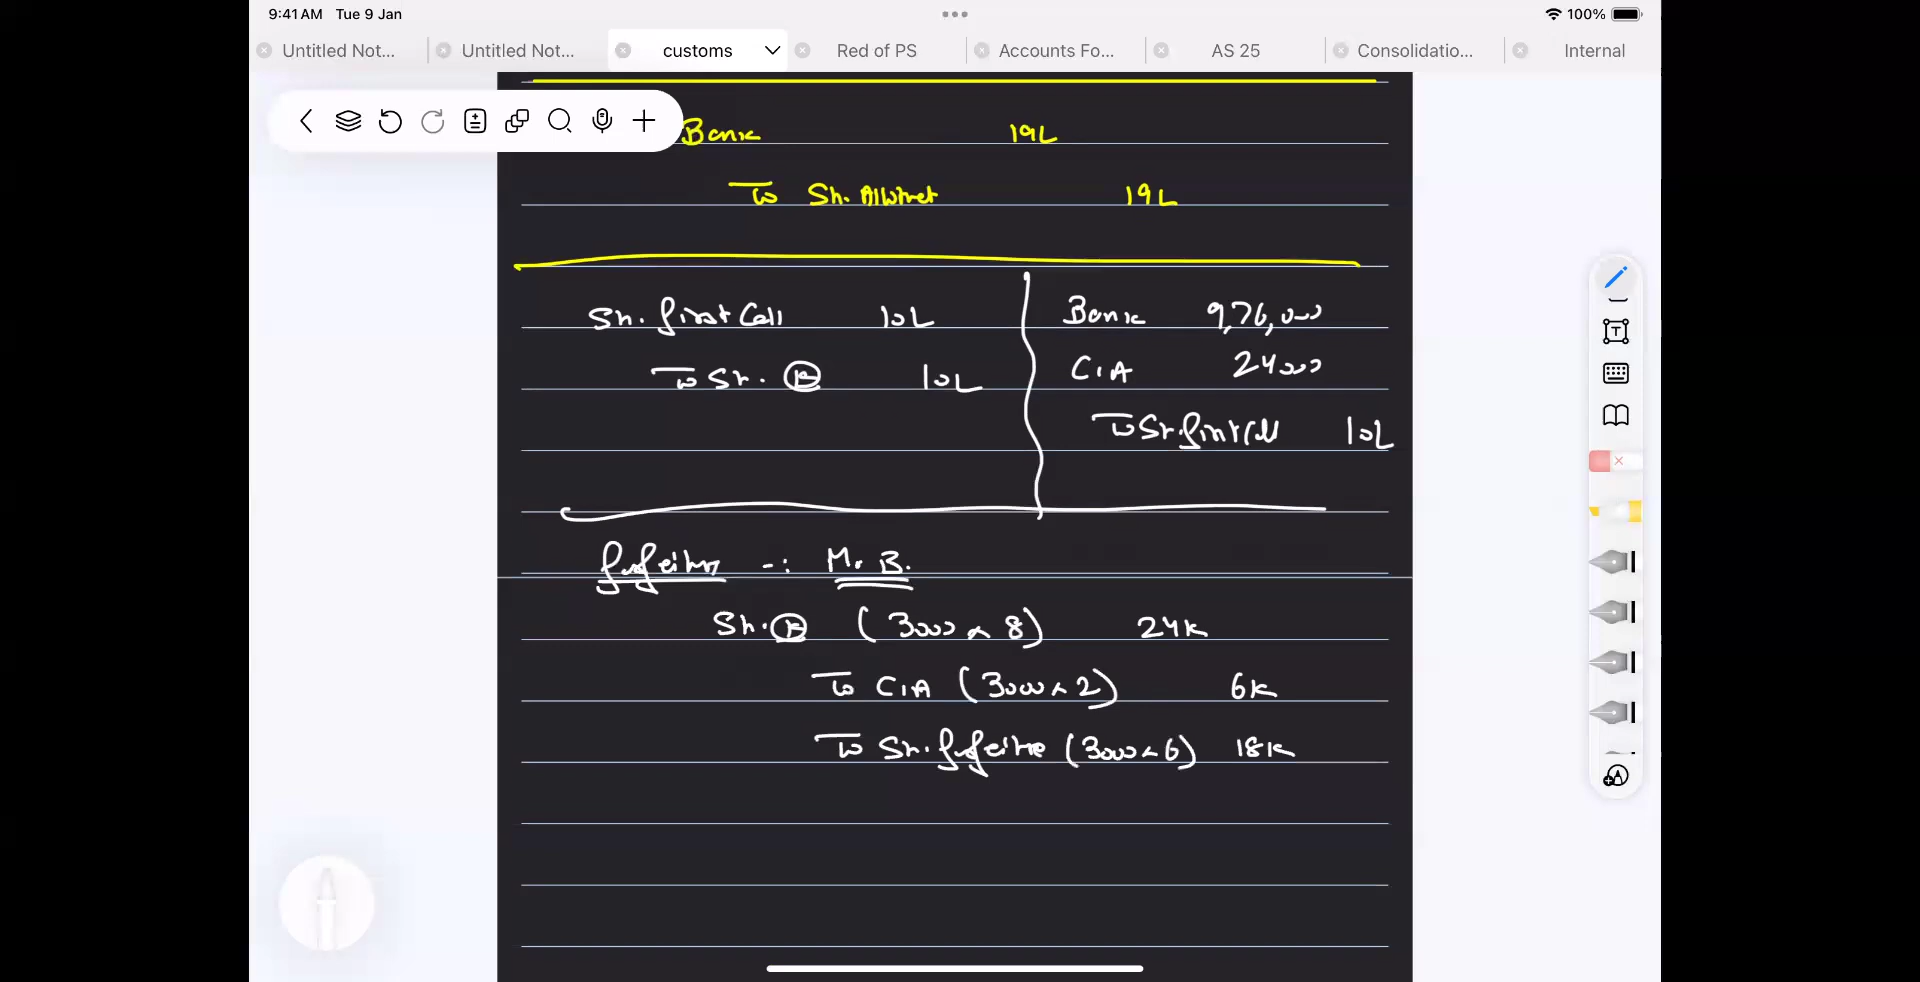 9:41 AM Tue 9 Jan
100%
Untitled Not... Untitled Not... customs Red of PS Accounts Fo... AS 25 Consolidatio... Internal
Bank 19L
To Sh. Allotmet 19L
Sh. first Call 10L
To Sh. K 10L
Bank 9,76,000
CIA 24000
To Sh. first Call 10L
forfeiture -: Mr B.
Sh. K (3000 × 8) 24K
To CIA (3000 × 2) 6K
To Sh. forfeiture (3000 × 6) 18K